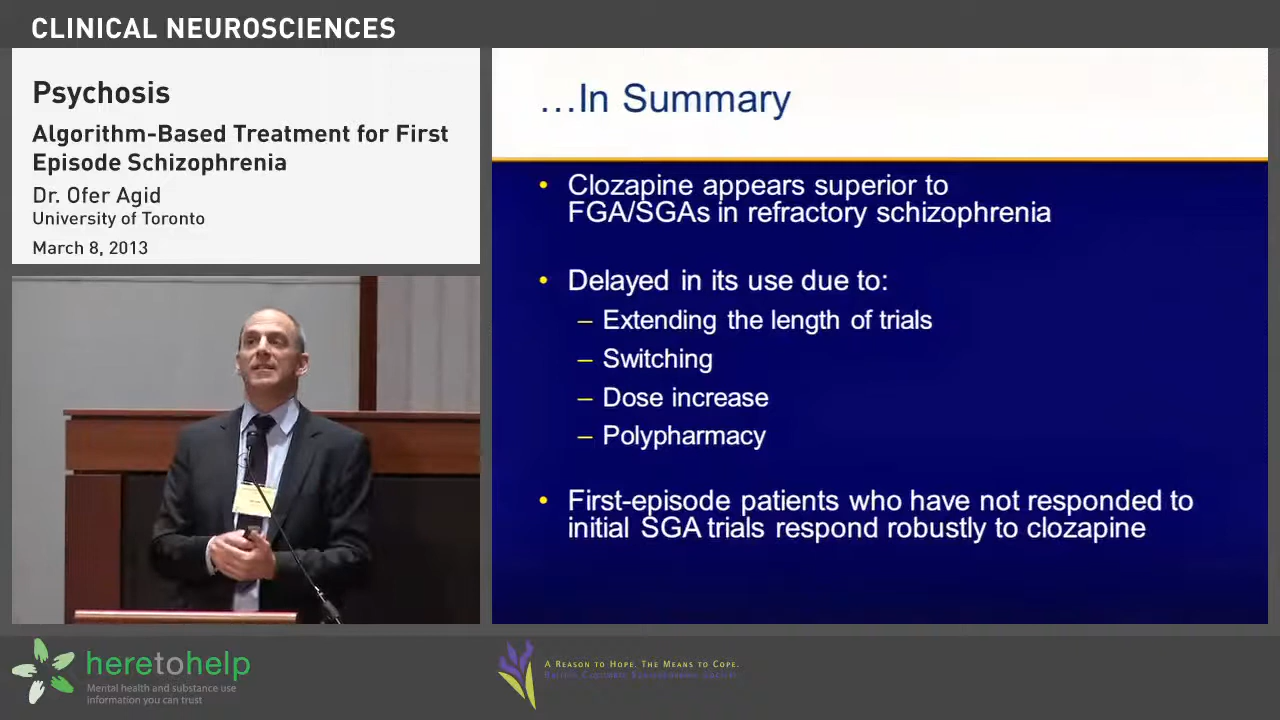 CLINICAL NEUROSCIENCES
Psychosis
Algorithm-Based Treatment for First
Episode Schizophrenia
Dr. Ofer Agid
University of Toronto
March 8, 2013
...In Summary
• Clozapine appears superior to
FGA/SGAs in refractory schizophrenia
• Delayed in its use due to:
– Extending the length of trials
– Switching
– Dose increase
– Polypharmacy
• First-episode patients who have not responded to
initial SGA trials respond robustly to clozapine
heretohelp
Mental health and substance use
information you can trust
A Reason to Hope. The Means to Cope.
British Columbia Schizophrenia Society